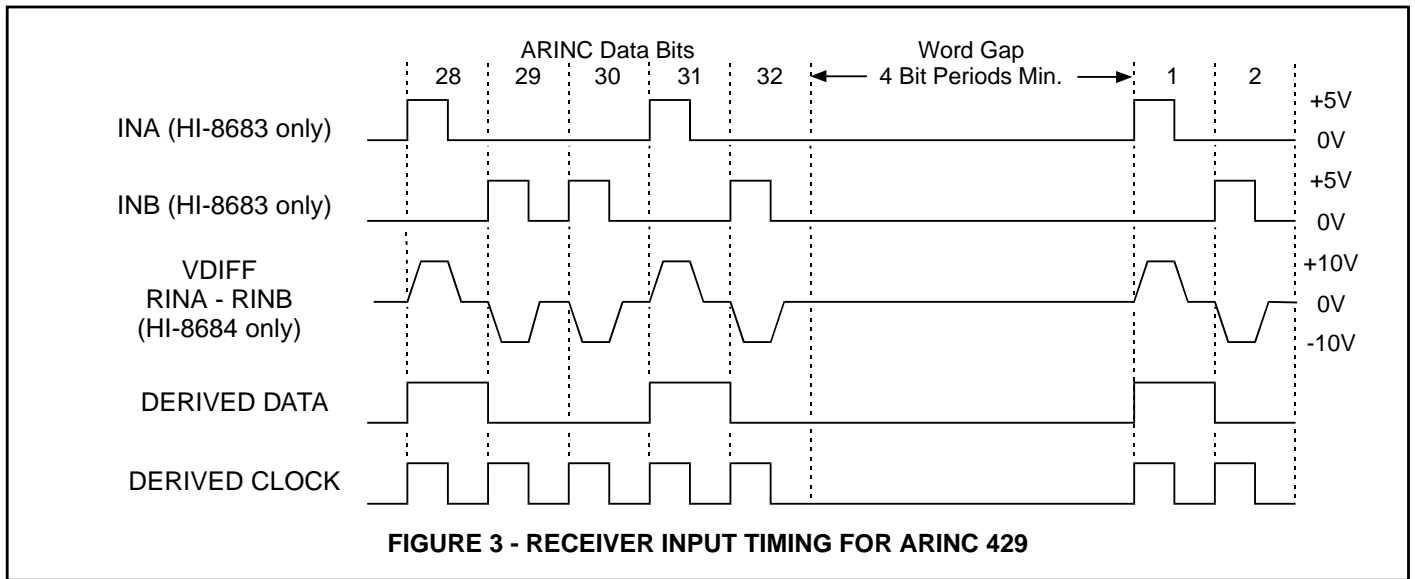 ARINC Data Bits Word Gap
28 29 30 31 32 4 Bit Periods Min. 1 2
INA (HI-8683 only) +5V
0V
INB (HI-8683 only) +5V
0V
VDIFF
RINA - RINB
(HI-8684 only)
+10V
0V
-10V
DERIVED DATA
DERIVED CLOCK
FIGURE 3 - RECEIVER INPUT TIMING FOR ARINC 429